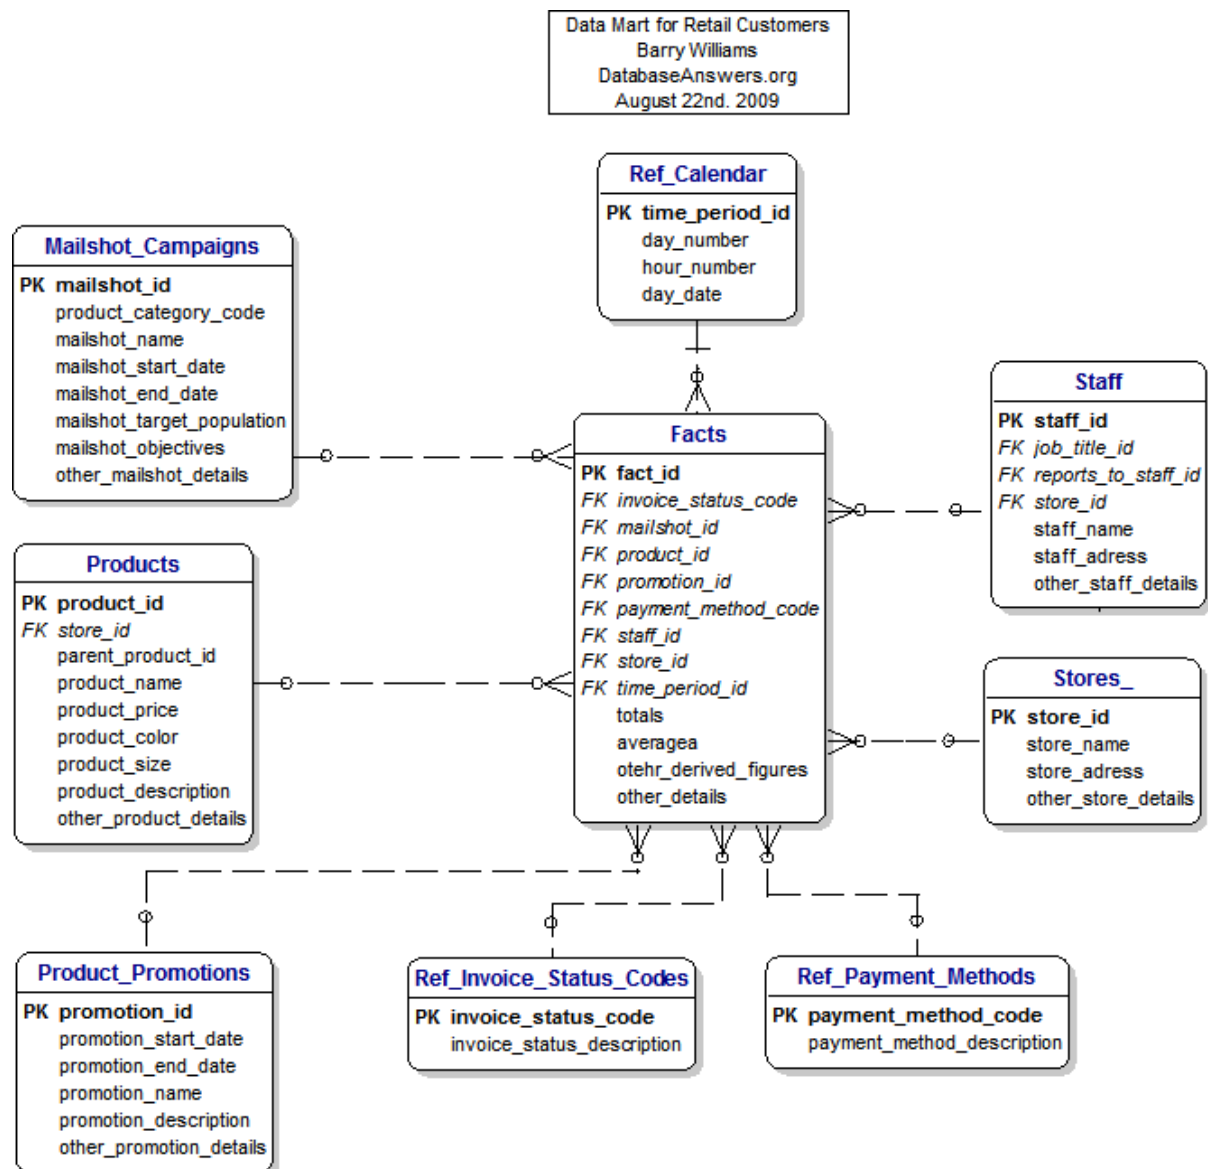 Data Mart for Retail Customers
Barry Williams
DatabaseAnswers.org
August 22nd. 2009
Ref_Calendar
PK time_period_id
day_number
hour_number
day_date
Mailshot_Campaigns
PK mailshot_id
product_category_code
mailshot_name
mailshot_start_date
mailshot_end_date
mailshot_target_population
mailshot_objectives
other_mailshot_details
Staff
PK staff_id
FK job_title_id
FK reports_to_staff_id
FK store_id
staff_name
staff_adress
other_staff_details
Facts
PK fact_id
FK invoice_status_code
FK mailshot_id
FK product_id
FK promotion_id
FK payment_method_code
FK staff_id
FK store_id
FK time_period_id
totals
averagea
otehr_derived_figures
other_details
Products
PK product_id
FK store_id
parent_product_id
product_name
product_price
product_color
product_size
product_description
other_product_details
Stores_
PK store_id
store_name
store_adress
other_store_details
Product_Promotions
PK promotion_id
promotion_start_date
promotion_end_date
promotion_name
promotion_description
other_promotion_details
Ref_Invoice_Status_Codes
PK invoice_status_code
invoice_status_description
Ref_Payment_Methods
PK payment_method_code
payment_method_description